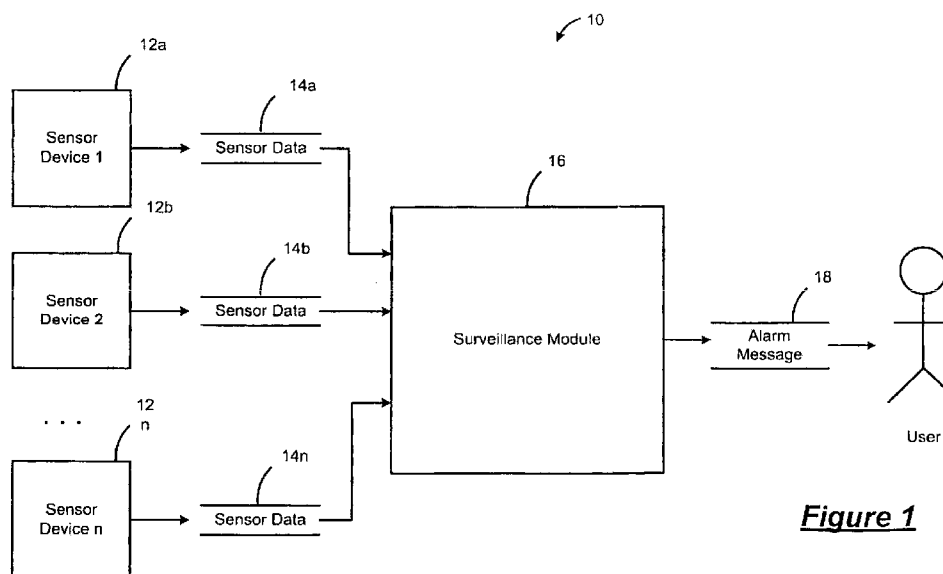 10
12a
Sensor
Device 1
14a
Sensor Data
12b
Sensor
Device 2
14b
Sensor Data
16
Surveillance Module
18
Alarm
Message
User
. . .
12
n
Sensor
Device n
14n
Sensor Data
Figure 1